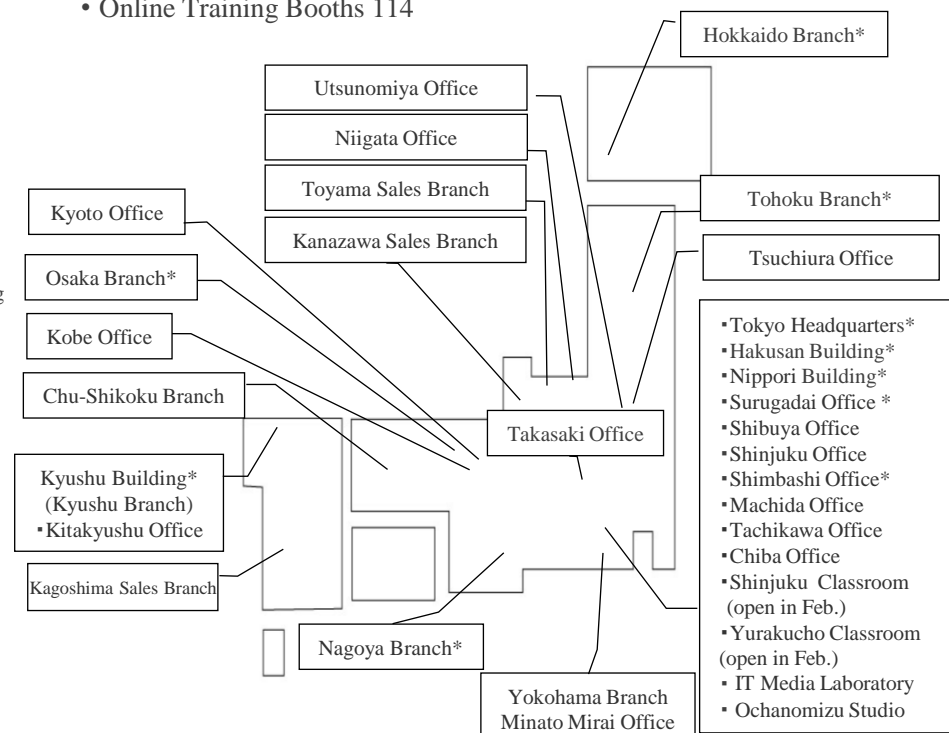 • Online Training Booths 114
Hokkaido Branch*
Utsunomiya Office
Niigata Office
Toyama Sales Branch
Kanazawa Sales Branch
Tohoku Branch*
Tsuchiura Office
Kyoto Office
Osaka Branch*
g
Kobe Office
Chu-Shikoku Branch
Takasaki Office
Kyushu Building*
(Kyushu Branch)
▪Kitakyushu Office
Kagoshima Sales Branch
Nagoya Branch*
Yokohama Branch
Minato Mirai Office
▪Tokyo Headquarters*
▪Hakusan Building*
▪Nippori Building*
▪Surugadai Office *
▪Shibuya Office
▪Shinjuku Office
▪Shimbashi Office*
▪Machida Office
▪Tachikawa Office
▪Chiba Office
▪Shinjuku Classroom
(open in Feb.)
▪Yurakucho Classroom
(open in Feb.)
▪ IT Media Laboratory
▪ Ochanomizu Studio